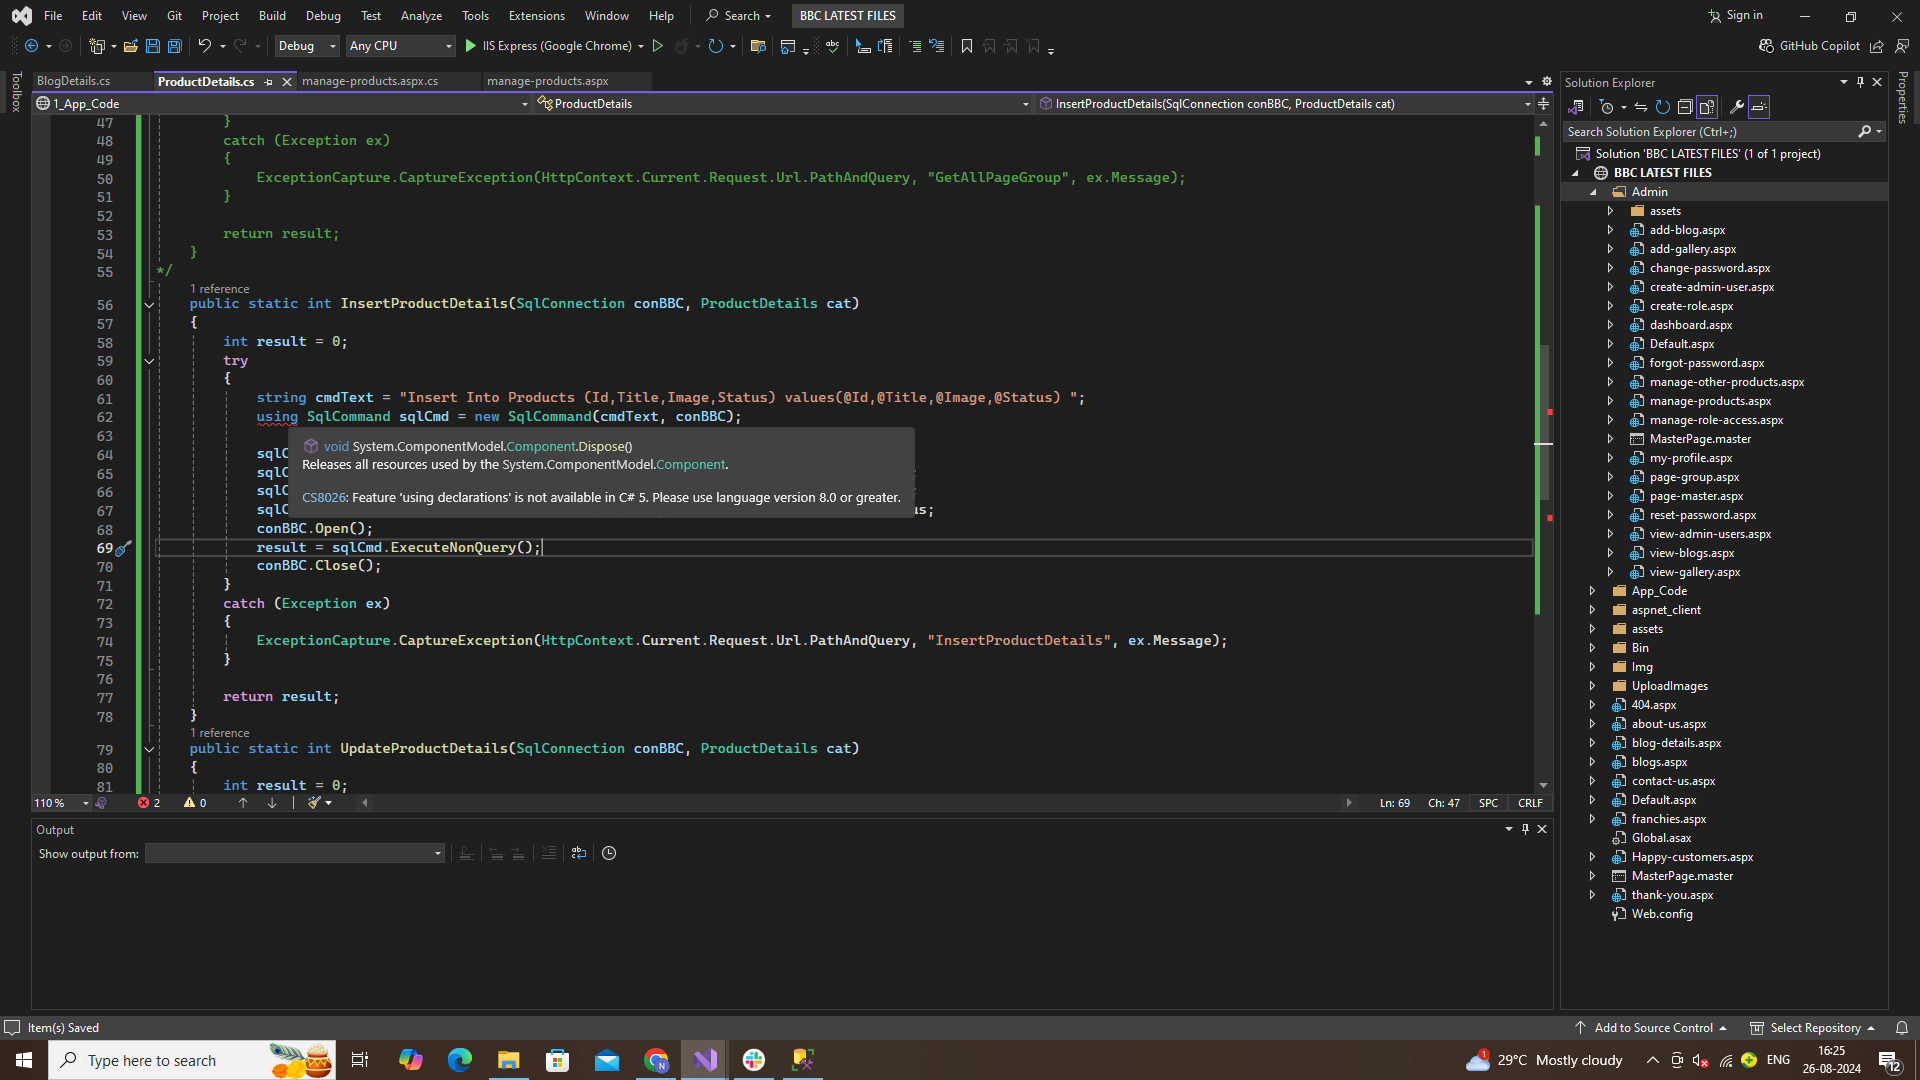 File Edit View Git Project Build Debug Test Analyze Tools Extensions Window Help Search BBC LATEST FILES Sign in
Debug Any CPU IIS Express (Google Chrome) GitHub Copilot
Toolbox
BlogDetails.cs ProductDetails.cs manage-products.aspx.cs manage-products.aspx
1_App_Code ProductDetails InsertProductDetails(SqlConnection conBBC, ProductDetails cat)
47 }
48 catch (Exception ex)
49 {
50 ExceptionCapture.CaptureException(HttpContext.Current.Request.Url.PathAndQuery, "GetAllPageGroup", ex.Message);
51 }
52
53 return result;
54 }
55 */
1 reference
56 public static int InsertProductDetails(SqlConnection conBBC, ProductDetails cat)
57 {
58 int result = 0;
59 try
60 {
61 string cmdText = "Insert Into Products (Id,Title,Image,Status) values(@Id,@Title,@Image,@Status) ";
62 using SqlCommand sqlCmd = new SqlCommand(cmdText, conBBC);
63
void System.ComponentModel.Component.Dispose()
Releases all resources used by the System.ComponentModel.Component.
CS8026: Feature 'using declarations' is not available in C# 5. Please use language version 8.0 or greater.
64 sqlC
65 sqlC
66 sqlC
67 sqlC us;
68 conBBC.Open();
69 result = sqlCmd.ExecuteNonQuery();
70 conBBC.Close();
71 }
72 catch (Exception ex)
73 {
74 ExceptionCapture.CaptureException(HttpContext.Current.Request.Url.PathAndQuery, "InsertProductDetails", ex.Message);
75 }
76
77 return result;
78 }
1 reference
79 public static int UpdateProductDetails(SqlConnection conBBC, ProductDetails cat)
80 {
81 int result = 0;
110 % 2 0 Ln: 69 Ch: 47 SPC CRLF
Output
Show output from:
Solution Explorer
Properties
Search Solution Explorer (Ctrl+;)
Solution 'BBC LATEST FILES' (1 of 1 project)
BBC LATEST FILES
Admin
assets
add-blog.aspx
add-gallery.aspx
change-password.aspx
create-admin-user.aspx
create-role.aspx
dashboard.aspx
Default.aspx
forgot-password.aspx
manage-other-products.aspx
manage-products.aspx
manage-role-access.aspx
MasterPage.master
my-profile.aspx
page-group.aspx
page-master.aspx
reset-password.aspx
view-admin-users.aspx
view-blogs.aspx
view-gallery.aspx
App_Code
aspnet_client
assets
Bin
Img
UploadImages
404.aspx
about-us.aspx
blog-details.aspx
blogs.aspx
contact-us.aspx
Default.aspx
franchies.aspx
Global.asax
Happy-customers.aspx
MasterPage.master
thank-you.aspx
Web.config
Item(s) Saved Add to Source Control Select Repository
Type here to search 1 29°C Mostly cloudy ENG 16:25
26-08-2024 12